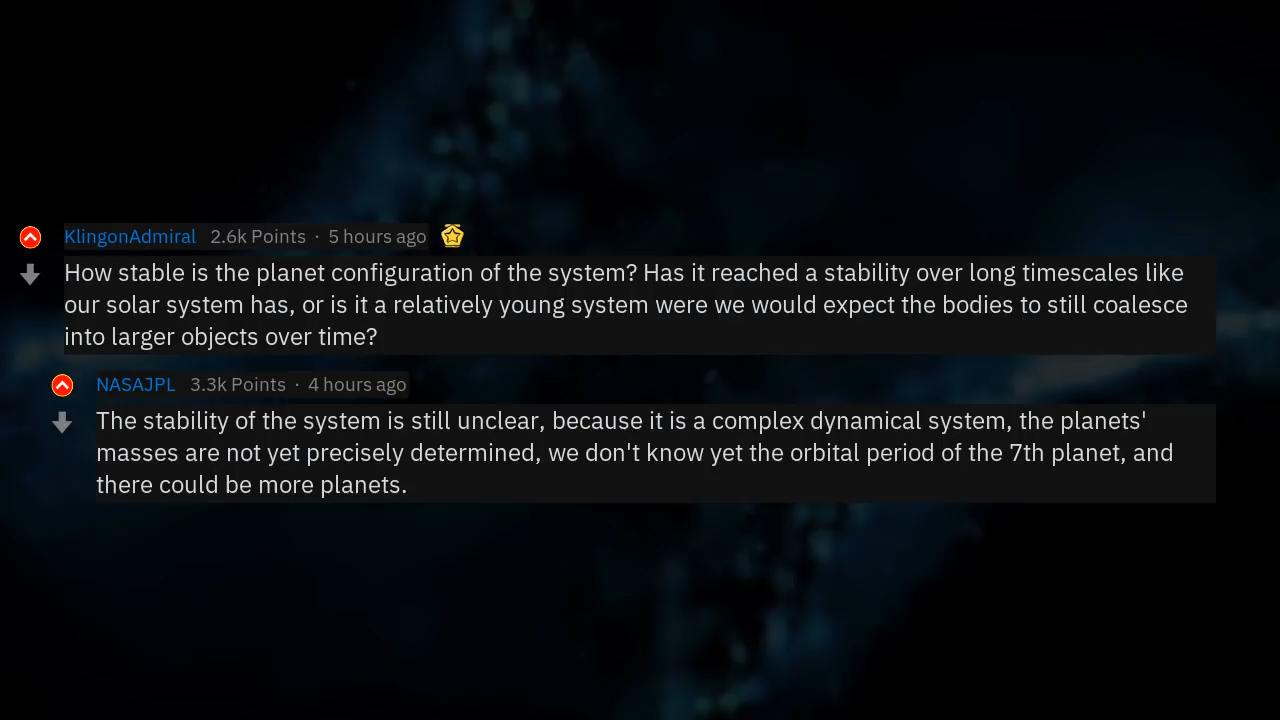 KlingonAdmiral 2.6k Points · 5 hours ago
How stable is the planet configuration of the system? Has it reached a stability over long timescales like
our solar system has, or is it a relatively young system were we would expect the bodies to still coalesce
into larger objects over time?
NASAJPL 3.3k Points · 4 hours ago
The stability of the system is still unclear, because it is a complex dynamical system, the planets'
masses are not yet precisely determined, we don't know yet the orbital period of the 7th planet, and
there could be more planets.